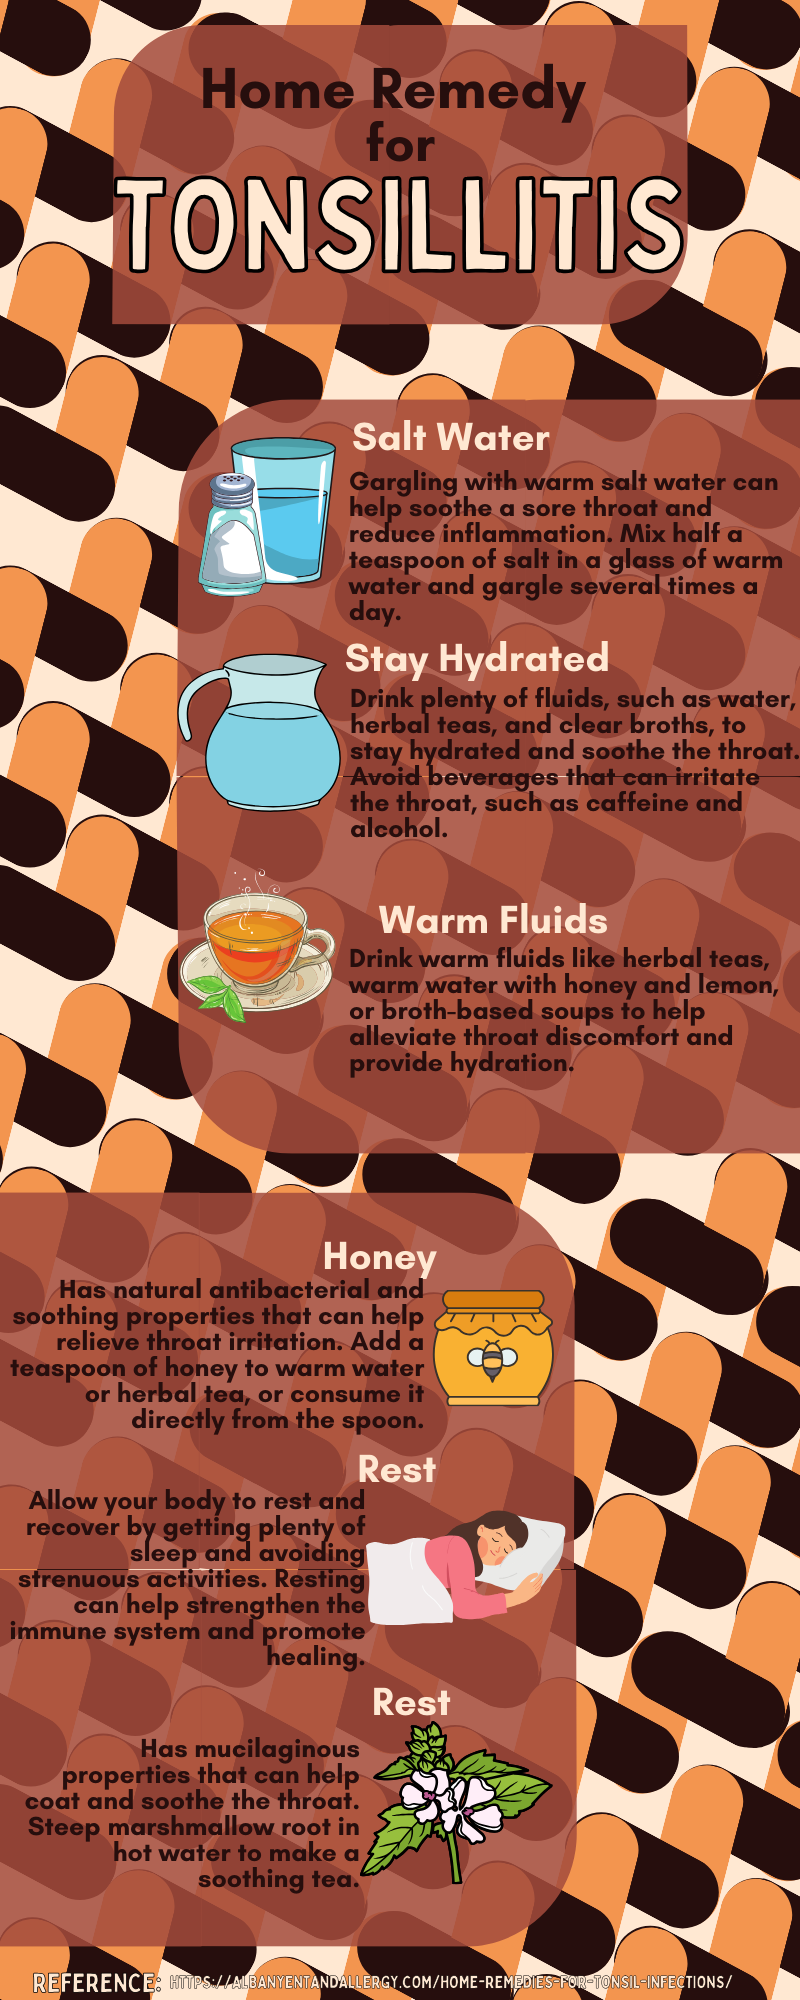 Home Remedy
for
TONSILLITIS
Salt Water
Gargling with warm salt water can
help soothe a sore throat and
reduce inflammation. Mix half a
teaspoon of salt in a glass of warm
water and gargle several times a
day.
Stay Hydrated
Drink plenty of fluids, such as water,
herbal teas, and clear broths, to
stay hydrated and soothe the throat.
Avoid beverages that can irritate
the throat, such as caffeine and
alcohol.
Warm Fluids
Drink warm fluids like herbal teas,
warm water with honey and lemon,
or broth-based soups to help
alleviate throat discomfort and
provide hydration.
Honey
Has natural antibacterial and
soothing properties that can help
relieve throat irritation. Add a
teaspoon of honey to warm water
or herbal tea, or consume it
directly from the spoon.
Rest
Allow your body to rest and
recover by getting plenty of
sleep and avoiding
strenuous activities. Resting
can help strengthen the
immune system and promote
healing.
Rest
Has mucilaginous
properties that can help
coat and soothe the throat.
Steep marshmallow root in
hot water to make a
soothing tea.
REFERENCE: HTTPS://ALBANYENTANDALLERGY.COM/HOME-REMEDIES-FOR-TONSIL-INFECTIONS/